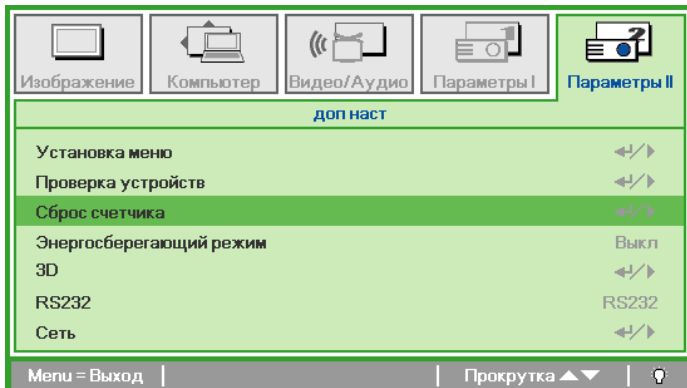 Изображение
Компьютер
Видео/Аудио
Параметры I
Параметры II
доп наст
Установка меню
Проверка устройств
Сброс счетчика
Энергосберегающий режим Выкл
3D
RS232 RS232
Сеть
Menu = Выход
Прокрутка